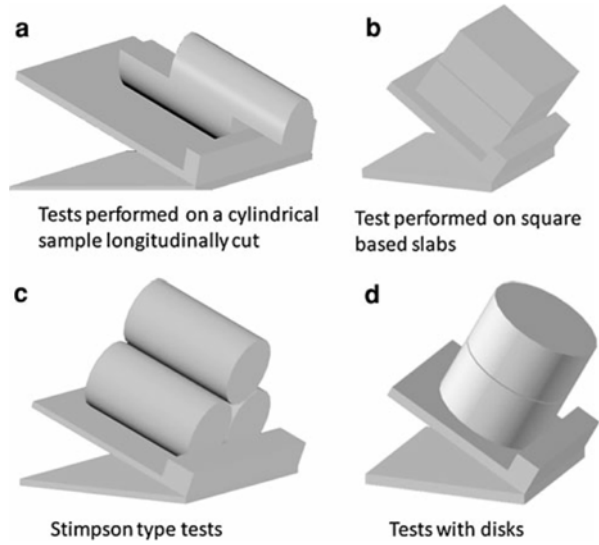 a
b
Tests performed on a cylindrical
sample longitudinally cut
Test performed on square
based slabs
c
d
Stimpson type tests
Tests with disks